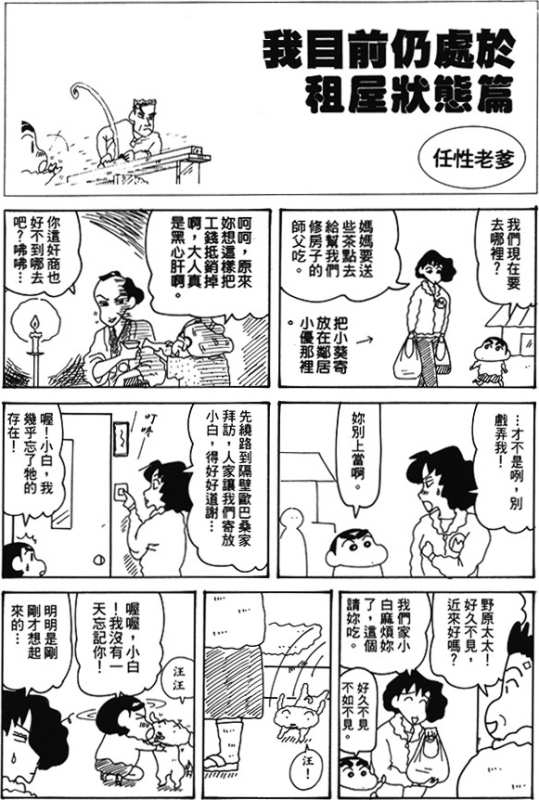 我目前仍處於
租屋狀態篇
任性老爹
我們現在要
去哪裡?
媽媽要送
些茶點去
給幫我們
修房子的
師父吃。
把小葵寄
放在鄰居
小優那裡
。
呵呵,原來
妳想這樣把
工錢抵銷掉
啊,大人真
是黑心肝啊。
你這奸商也
好不到哪去
吧?咈咈…
…才不是咧,別
戲弄我!
妳別上當啊。
先繞路到隔壁歐巴桑家
拜訪,人家讓我們寄放
小白,得好好道謝…
叮咚
喔!小白,我
幾乎忘了牠的
存在!
野原太太!
好久不見,
近來好嗎?
我們家小
白麻煩妳
了,這個
請妳吃。
好久不見
不如不見。
汪!
汪汪
喔喔,小白
!我沒有一
天忘記你!
明明是剛
剛才想起
來的…